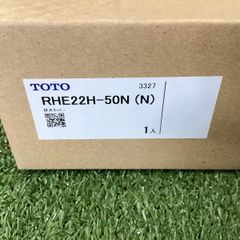 TOTO
3327
RHE22H-50N (N)
1入